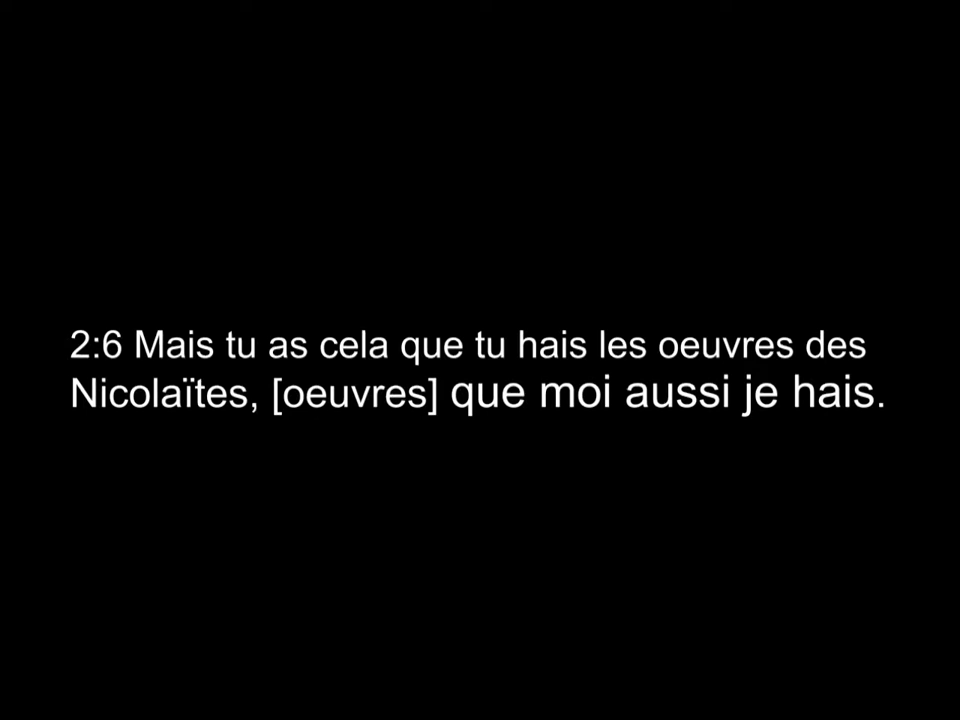 2:6 Mais tu as cela que tu hais les oeuvres des
Nicolaïtes, [oeuvres] que moi aussi je hais.